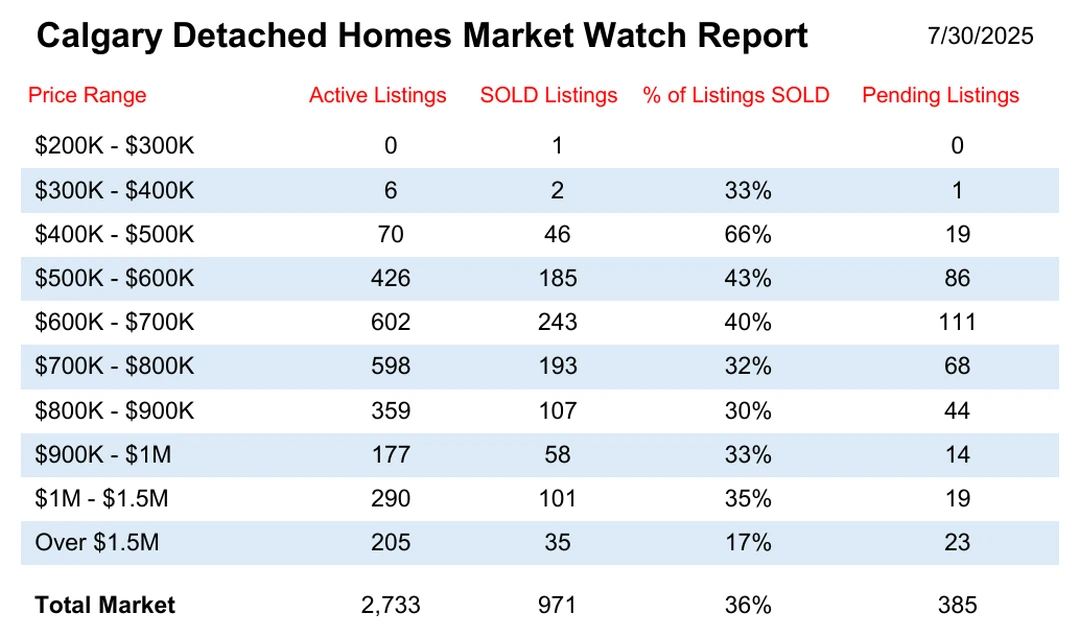 Calgary Detached Homes Market Watch Report 7/30/2025
Price Range Active Listings SOLD Listings % of Listings SOLD Pending Listings
$200K - $300K 0 1 0
$300K - $400K 6 2 33% 1
$400K - $500K 70 46 66% 19
$500K - $600K 426 185 43% 86
$600K - $700K 602 243 40% 111
$700K - $800K 598 193 32% 68
$800K - $900K 359 107 30% 44
$900K - $1M 177 58 33% 14
$1M - $1.5M 290 101 35% 19
Over $1.5M 205 35 17% 23
Total Market 2,733 971 36% 385